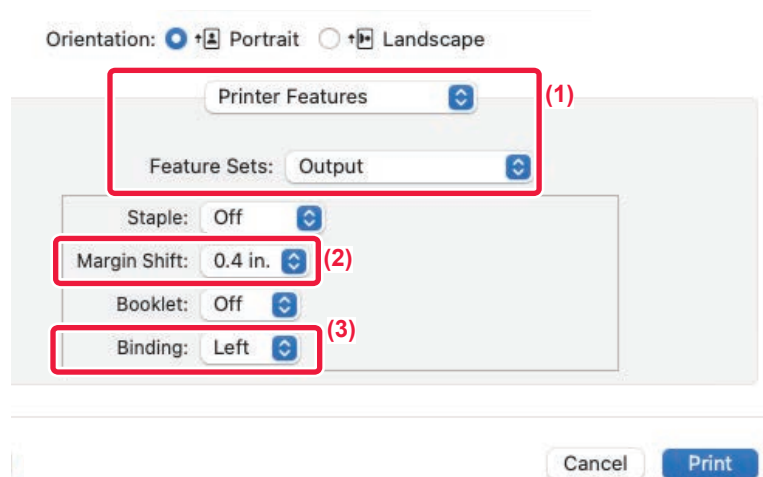 Orientation: Portrait Landscape
Printer Features (1)
Feature Sets: Output
Staple: Off
Margin Shift: 0.4 in. (2)
Booklet: Off
(3)
Binding: Left
Cancel Print